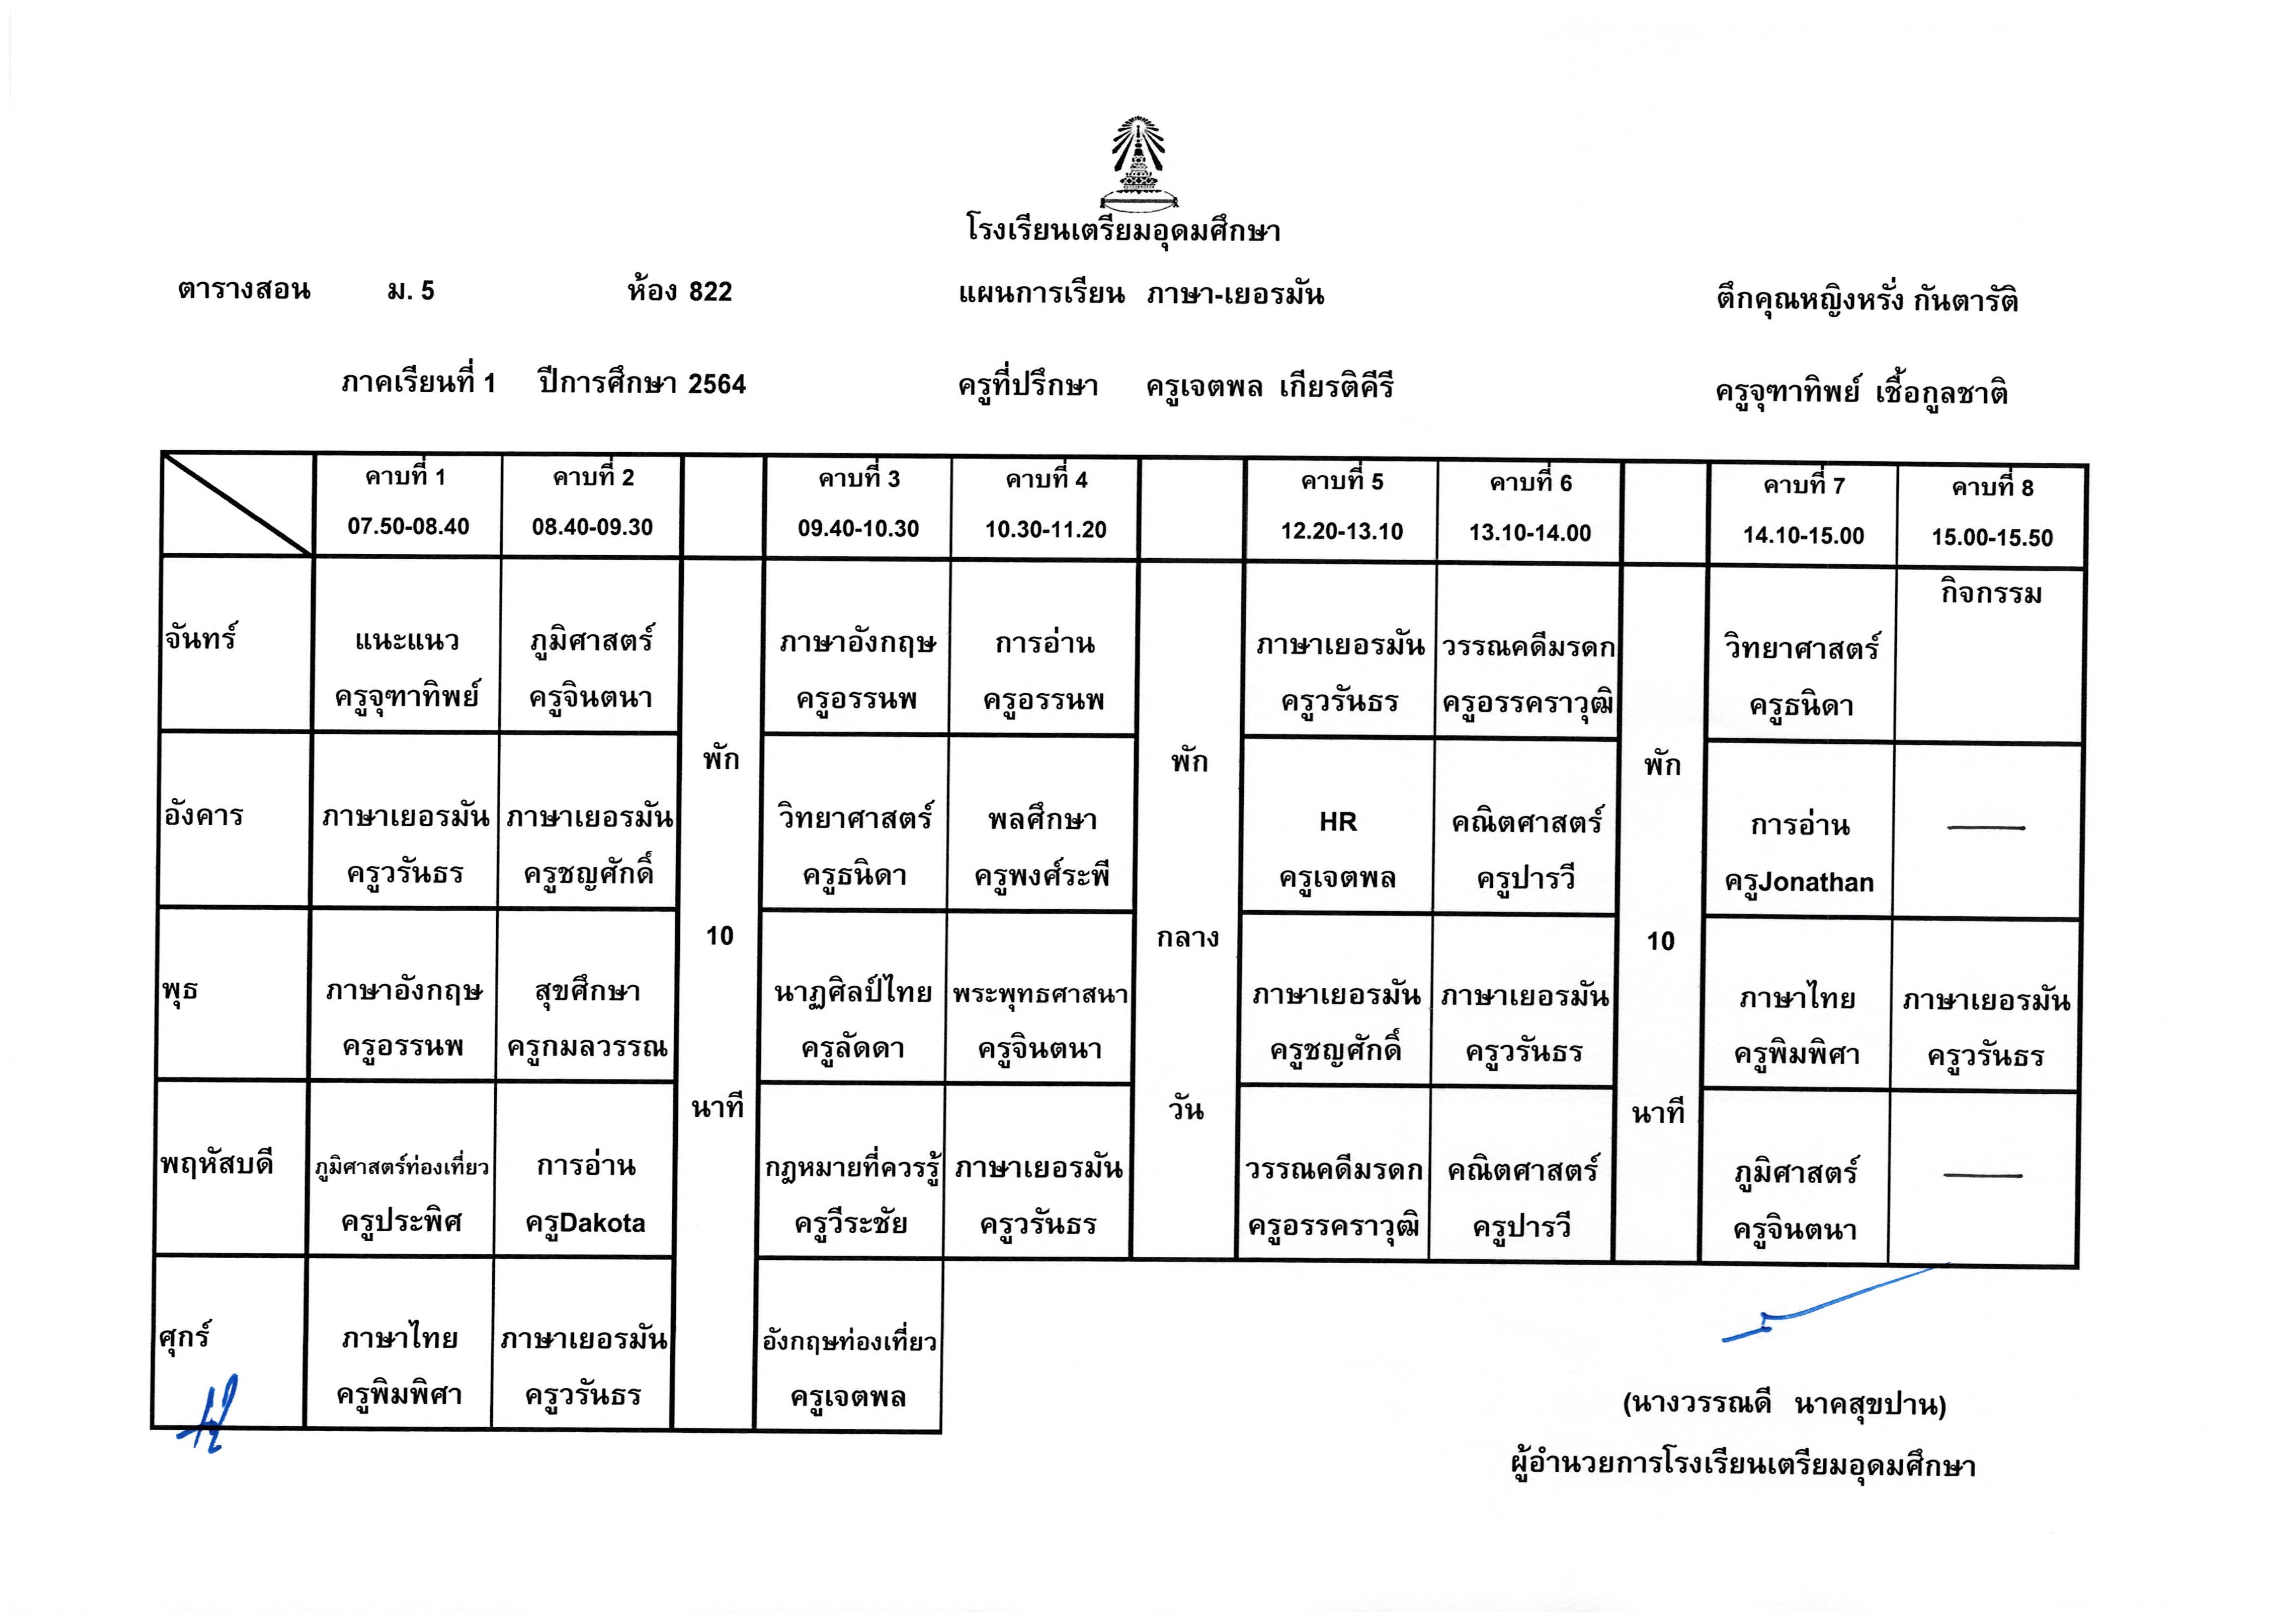 โรงเรียนเตรียมอุดมศึกษา
ตารางสอน ม. 5 ห้อง 822 แผนการเรียน ภาษา-เยอรมัน ตึกคุณหญิงหรั่ง กันตารัติ
ภาคเรียนที่ 1 ปีการศึกษา 2564 ครูที่ปรึกษา ครูเจตพล เกียรติคีรี ครูจุฑาทิพย์ เชื้อกูลชาติ
คาบที่ 1 คาบที่ 2 คาบที่ 3 คาบที่ 4 คาบที่ 5 คาบที่ 6 คาบที่ 7 คาบที่ 8
07.50-08.40 08.40-09.30 09.40-10.30 10.30-11.20 12.20-13.10 13.10-14.00 14.10-15.00 15.00-15.50
กิจกรรม
จันทร์ แนะแนว ภูมิศาสตร์ ภาษาอังกฤษ การอ่าน ภาษาเยอรมัน วรรณคดีมรดก วิทยาศาสตร์
ครูจุฑาทิพย์ ครูจินตนา ครูอรรนพ ครูอรรนพ ครูวรันธร ครูอรรคราวุฒิ ครูธนิดา
พัก พัก พัก
อังคาร ภาษาเยอรมัน ภาษาเยอรมัน วิทยาศาสตร์ พลศึกษา HR คณิตศาสตร์ การอ่าน —
ครูวรันธร ครูชญศักดิ์ ครูธนิดา ครูพงศ์ระพี ครูเจตพล ครูปารวี ครูJonathan
10 กลาง 10
พุธ ภาษาอังกฤษ สุขศึกษา นาฏศิลป์ไทย พระพุทธศาสนา ภาษาเยอรมัน ภาษาเยอรมัน ภาษาไทย ภาษาเยอรมัน
ครูอรรนพ ครูกมลวรรณ ครูลัดดา ครูจินตนา ครูชญศักดิ์ ครูวรันธร ครูพิมพิศา ครูวรันธร
นาที วัน นาที
พฤหัสบดี ภูมิศาสตร์ท่องเที่ยว การอ่าน กฎหมายที่ควรรู้ ภาษาเยอรมัน วรรณคดีมรดก คณิตศาสตร์ ภูมิศาสตร์ —
ครูประพิศ ครูDakota ครูวีระชัย ครูวรันธร ครูอรรคราวุฒิ ครูปารวี ครูจินตนา
ศุกร์ ภาษาไทย ภาษาเยอรมัน อังกฤษท่องเที่ยว
ครูพิมพิศา ครูวรันธร ครูเจตพล
(นางวรรณดี นาคสุขปาน)
ผู้อำนวยการโรงเรียนเตรียมอุดมศึกษา